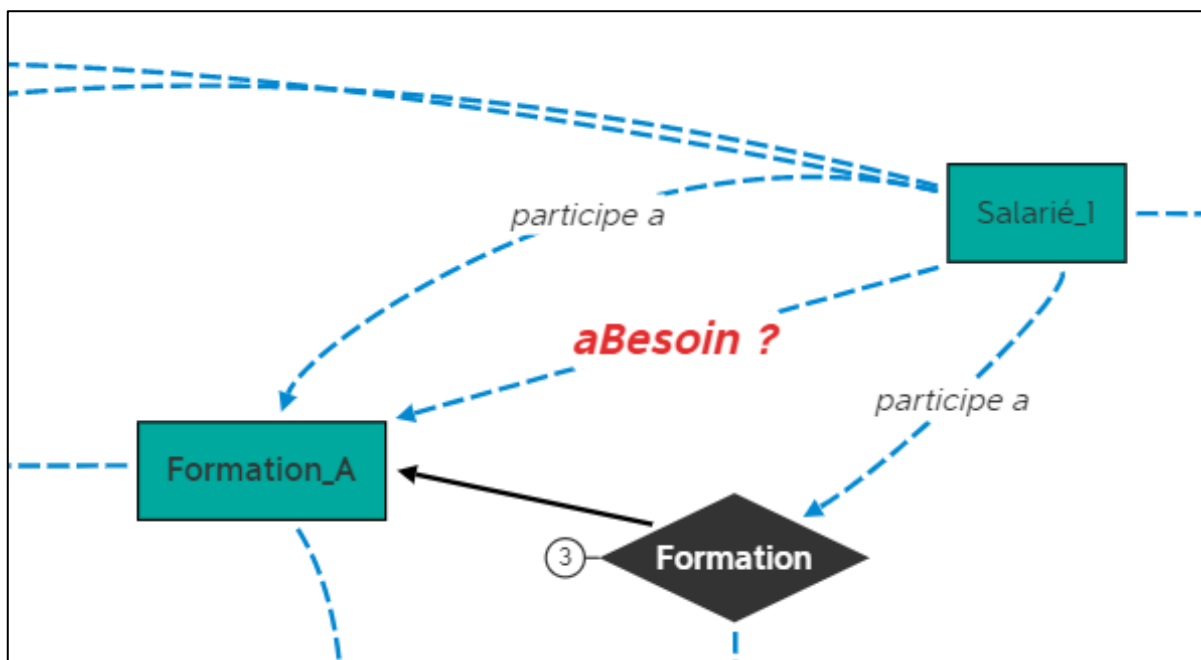 Salarié_1
participe a
aBesoin ?
participe a
Formation_A
3
Formation